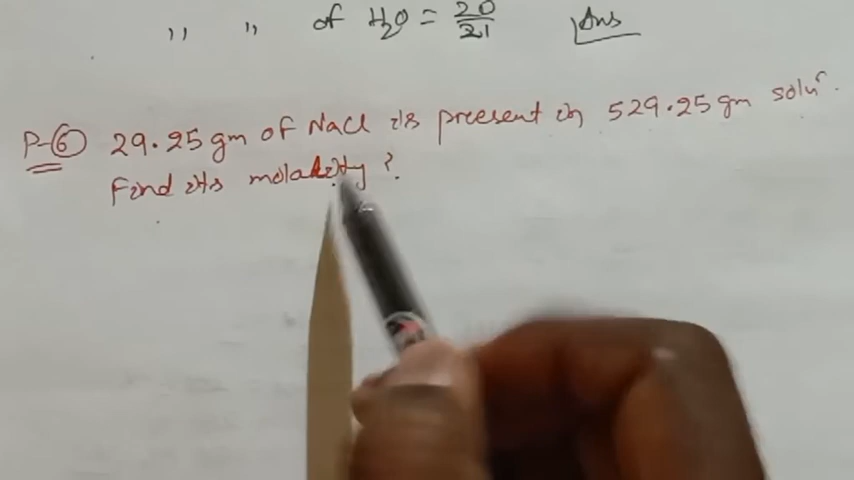 ,, ,, of H₂O = 20/21 Ans
P-6 29.25 gm of NaCl is present in 529.25 gm soluⁿ.
Find its molality?